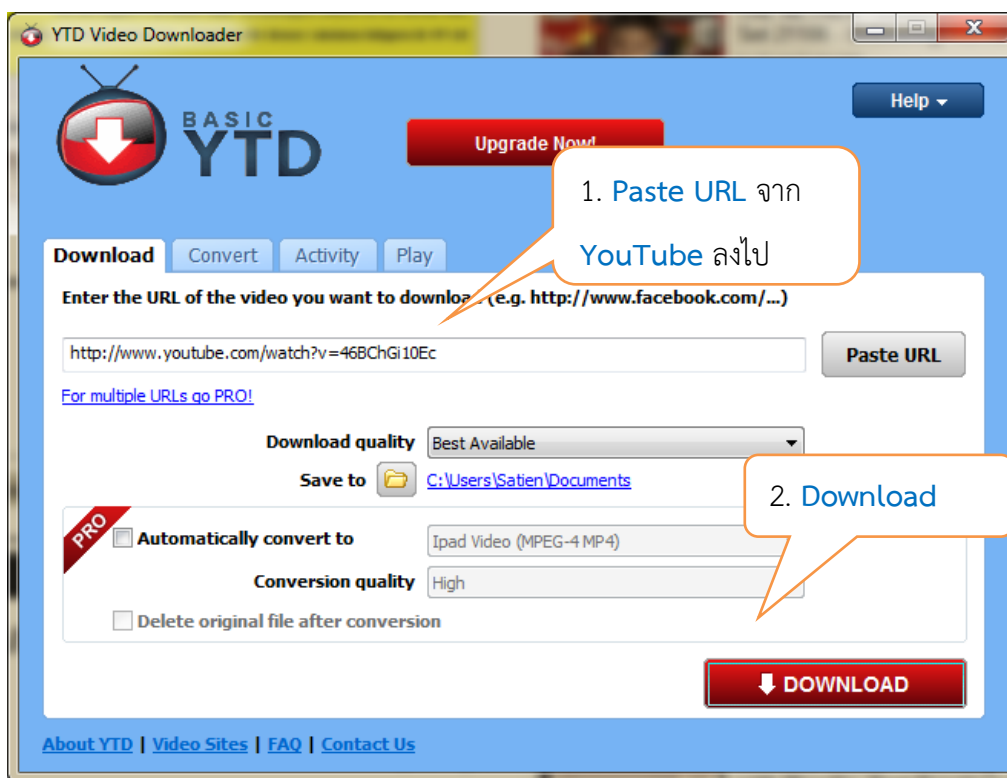 YTD Video Downloader
BASIC
YTD
Help
Upgrade Now!
1. Paste URL จาก
YouTube ลงไป
Download Convert Activity Play
Enter the URL of the video you want to download (e.g. http://www.facebook.com/...)
http://www.youtube.com/watch?v=46BChGi10Ec
Paste URL
For multiple URLs go PRO!
Download quality Best Available
Save to C:\Users\Satien\Documents
2. Download
PRO
Automatically convert to Ipad Video (MPEG-4 MP4)
Conversion quality High
Delete original file after conversion
DOWNLOAD
About YTD | Video Sites | FAQ | Contact Us